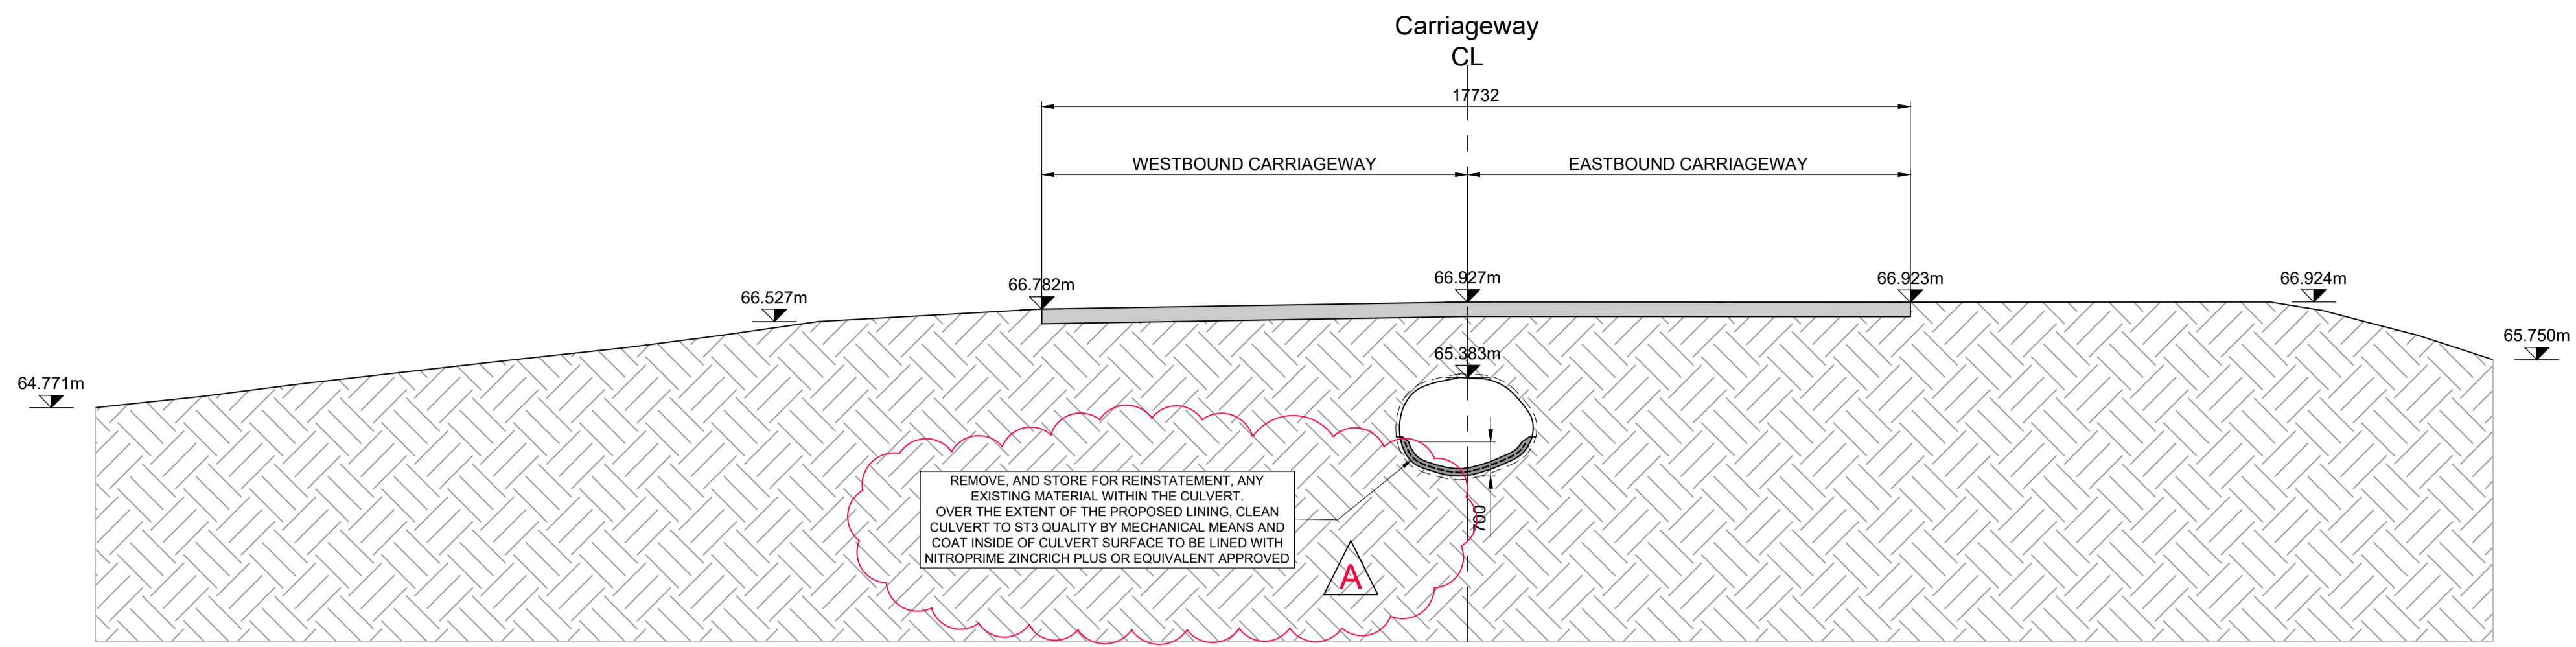 Carriageway
CL
17732
WESTBOUND CARRIAGEWAY
EASTBOUND CARRIAGEWAY
66.527m
66.782m
66.927m
66.923m
66.924m
65.750m
65.383m
64.771m
REMOVE, AND STORE FOR REINSTATEMENT, ANY
EXISTING MATERIAL WITHIN THE CULVERT.
OVER THE EXTENT OF THE PROPOSED LINING, CLEAN
CULVERT TO ST3 QUALITY BY MECHANICAL MEANS AND
COAT INSIDE OF CULVERT SURFACE TO BE LINED WITH
NITROPRIME ZINCRICH PLUS OR EQUIVALENT APPROVED
700
A